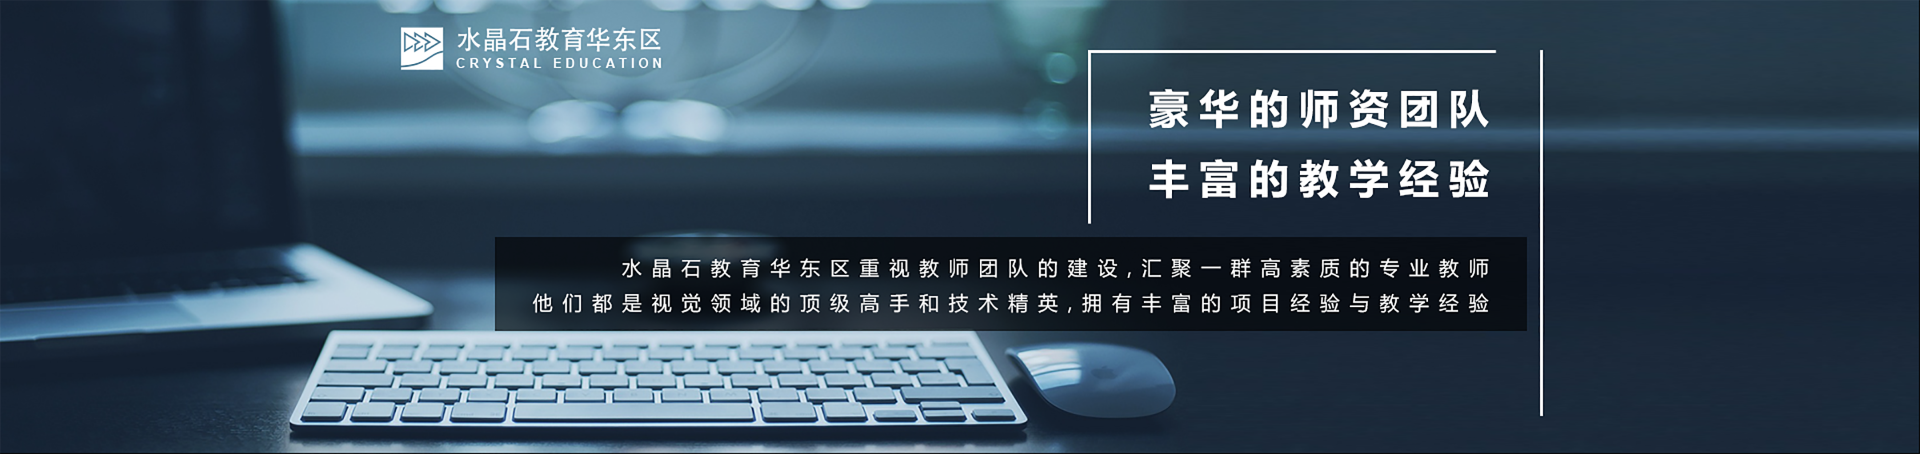 水晶石教育华东区
CRYSTAL EDUCATION
豪华的师资团队
丰富的教学经验
水晶石教育华东区重视教师团队的建设,汇聚一群高素质的专业教师
他们都是视觉领域的顶级高手和技术精英,拥有丰富的项目经验与教学经验